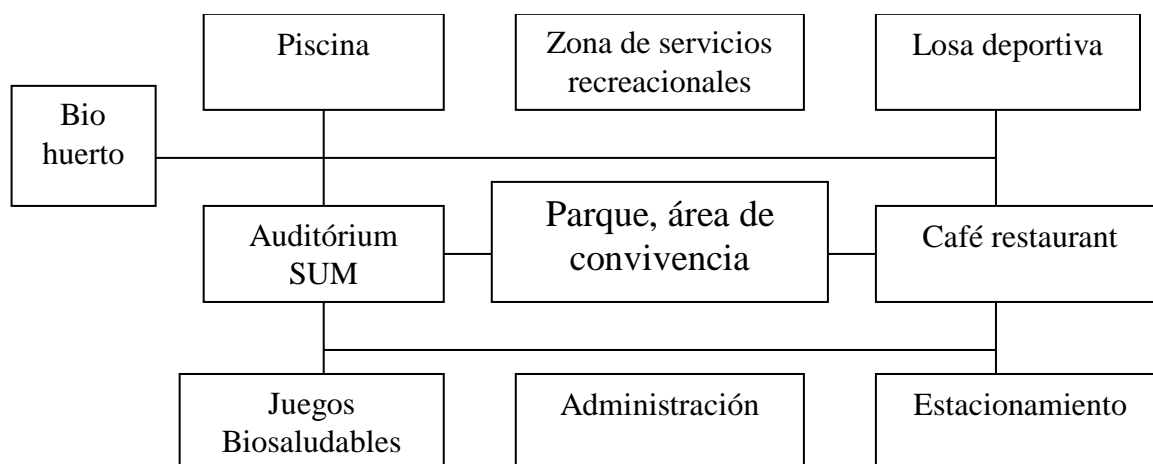 Piscina
Zona de servicios
recreacionales
Losa deportiva
Bio
huerto
Auditórium
SUM
Parque, área de
convivencia
Café restaurant
Juegos
Biosaludables
Administración
Estacionamiento